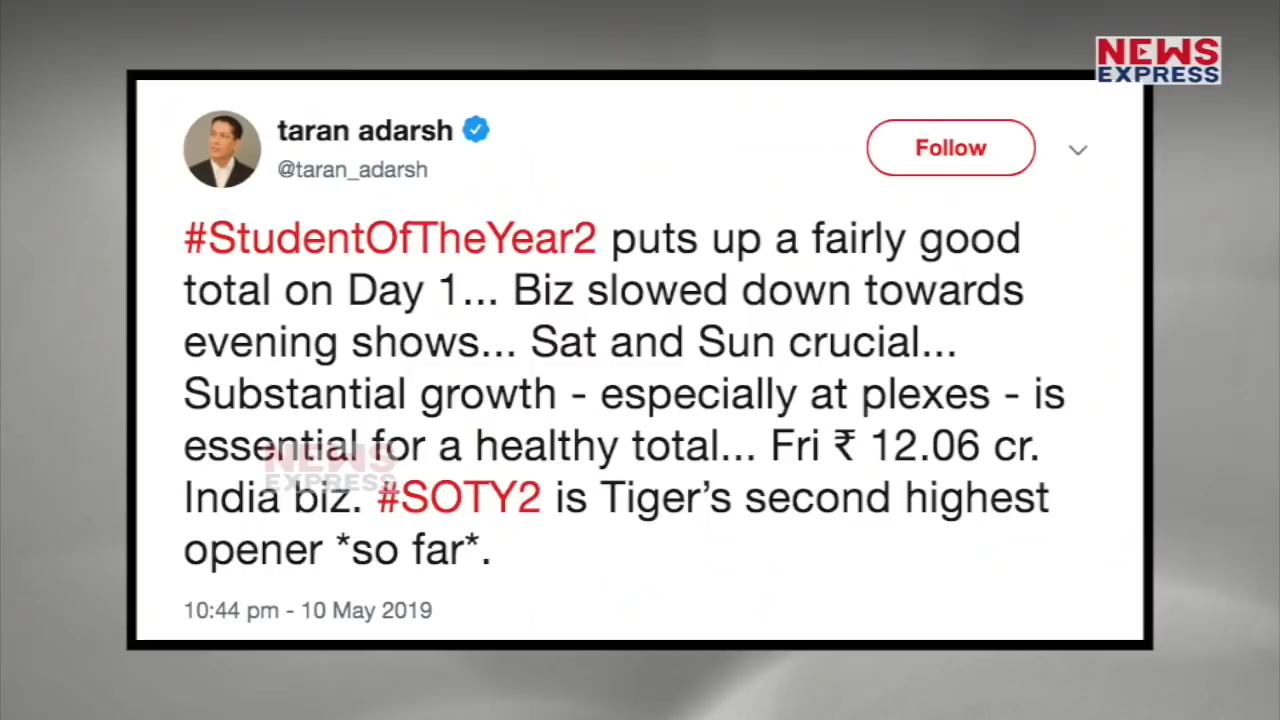 NEWS
EXPRESS
taran adarsh
@taran_adarsh
Follow
#StudentOfTheYear2 puts up a fairly good
total on Day 1... Biz slowed down towards
evening shows... Sat and Sun crucial...
Substantial growth - especially at plexes - is
essential for a healthy total... Fri ₹ 12.06 cr.
India biz. #SOTY2 is Tiger’s second highest
opener *so far*.
NEWS
EXPRESS
10:44 pm - 10 May 2019